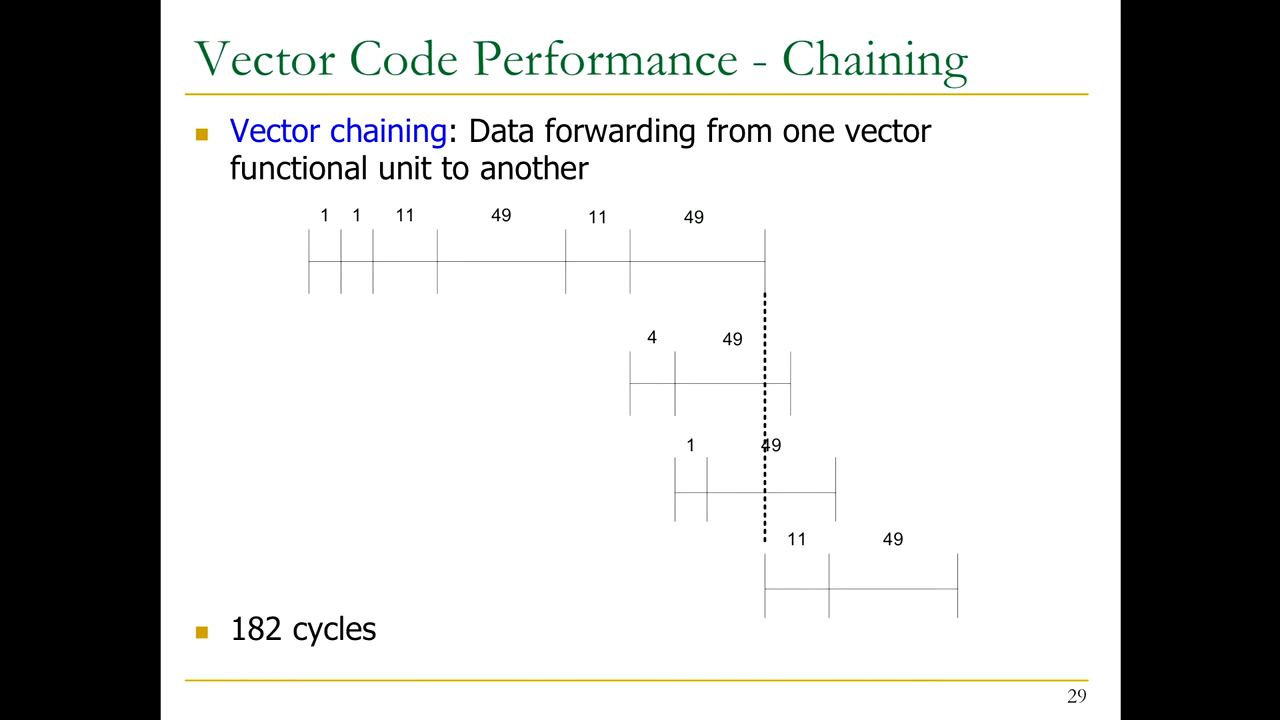 Vector Code Performance - Chaining
Vector chaining: Data forwarding from one vector
functional unit to another
1 1 11 49 11 49
4 49
1 49
11 49
182 cycles
29